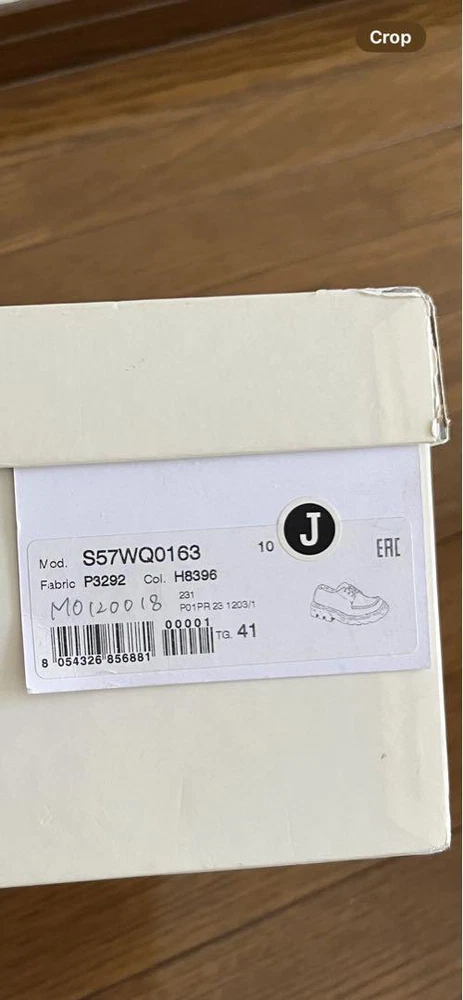 Crop
J
Mod. S57WQ0163 10 EAC
Fabric P3292 Col. H8396
M0120018 231
P01PR 23 1203/1
00001
TG. 41
8 054326 856881